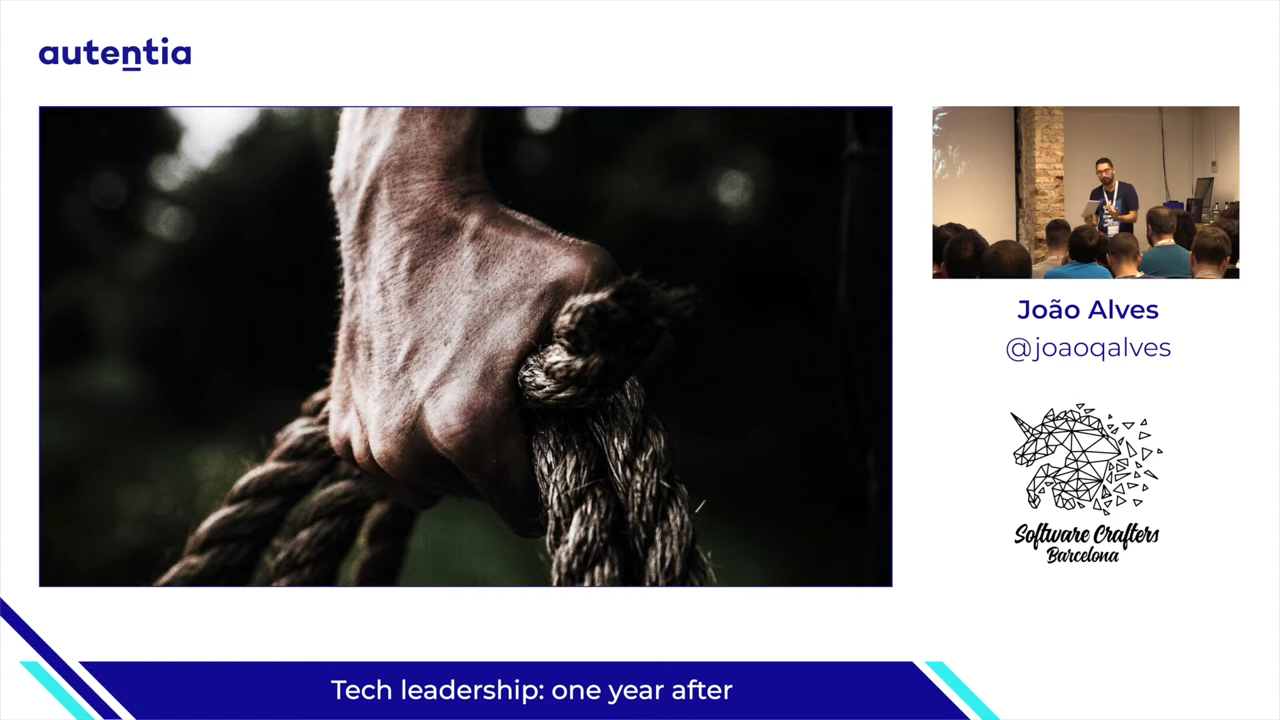 autentia
João Alves
@joaoqalves
Software Crafters
Barcelona
Tech leadership: one year after